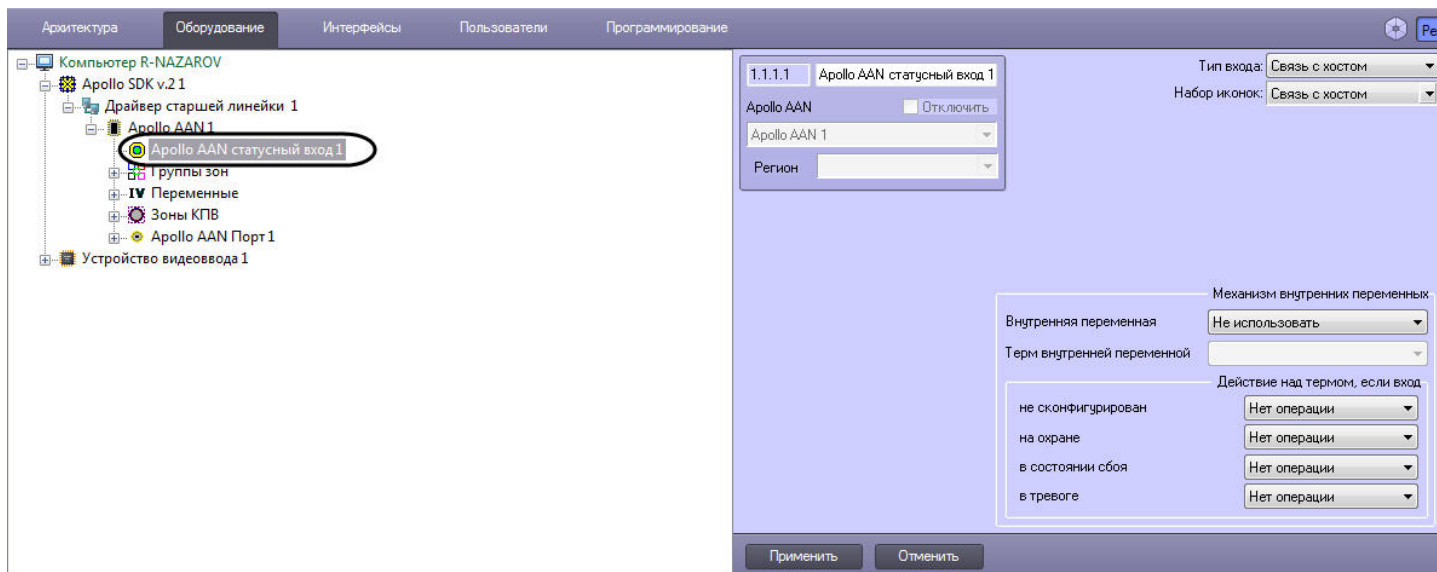 Архитектура Оборудование Интерфейсы Пользователи Программирование
Компьютер R-NAZAROV
Apollo SDK v.2 1
Драйвер старшей линейки 1
Apollo AAN 1
Apollo AAN статусный вход 1
Группы зон
IV Переменные
Зоны КПВ
Apollo AAN Порт 1
Устройство видеоввода 1
1.1.1.1 Apollo AAN статусный вход 1
Apollo AAN Отключить
Apollo AAN 1
Регион
Тип входа: Связь с хостом
Набор иконок: Связь с хостом
Механизм внутренних переменных
Внутренняя переменная Не использовать
Терм внутренней переменной
Действие над термом, если вход
не сконфигурирован Нет операции
на охране Нет операции
в состоянии сбоя Нет операции
в тревоге Нет операции
Применить Отменить